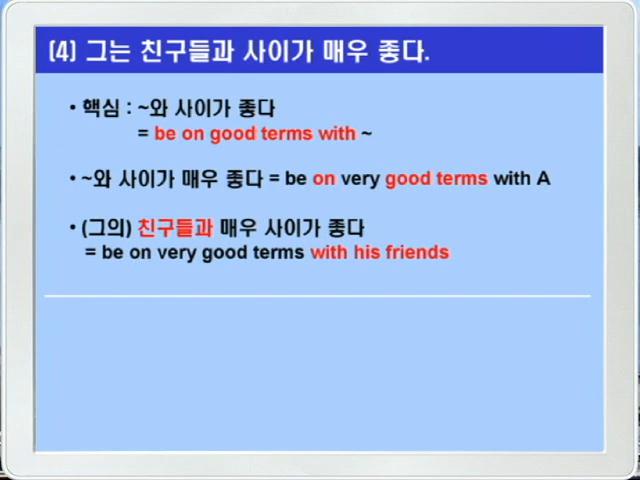 (4) 그는 친구들과 사이가 매우 좋다.
• 핵심 : ~와 사이가 좋다
= be on good terms with ~
• ~와 사이가 매우 좋다 = be on very good terms with A
• (그의) 친구들과 매우 사이가 좋다
= be on very good terms with his friends